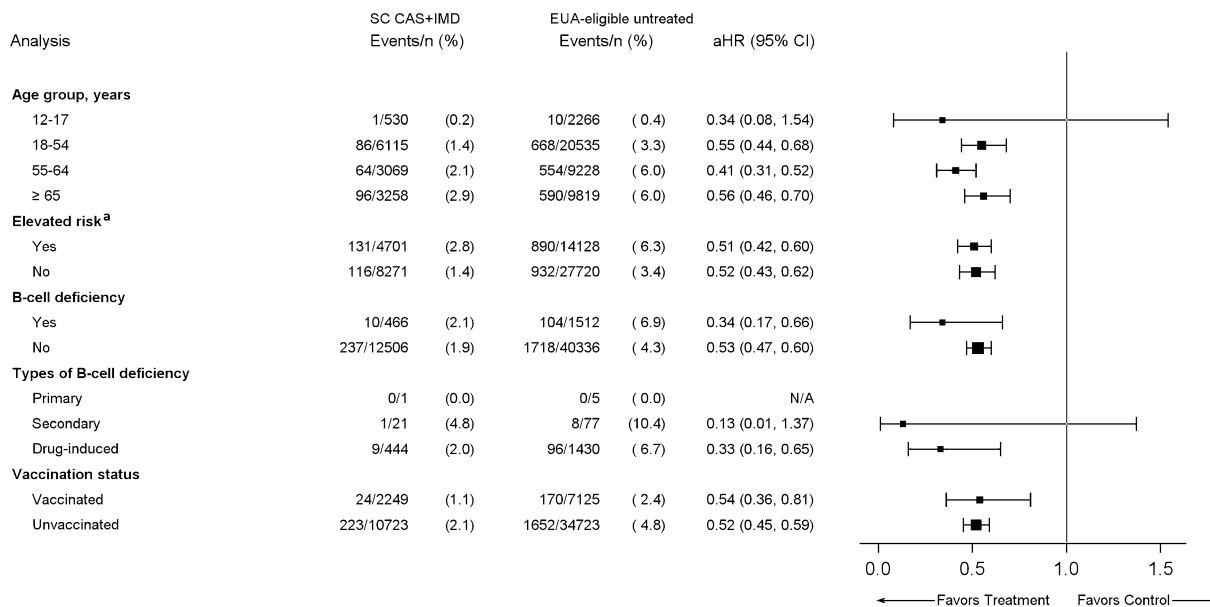 SC CAS+IMD EUA-eligible untreated
Analysis Events/n (%) Events/n (%) aHR (95% CI)
Age group, years
12-17 1/530 (0.2) 10/2266 ( 0.4) 0.34 (0.08, 1.54)
18-54 86/6115 (1.4) 668/20535 ( 3.3) 0.55 (0.44, 0.68)
55-64 64/3069 (2.1) 554/9228 ( 6.0) 0.41 (0.31, 0.52)
≥ 65 96/3258 (2.9) 590/9819 ( 6.0) 0.56 (0.46, 0.70)
Elevated riskᵃ
Yes 131/4701 (2.8) 890/14128 ( 6.3) 0.51 (0.42, 0.60)
No 116/8271 (1.4) 932/27720 ( 3.4) 0.52 (0.43, 0.62)
B-cell deficiency
Yes 10/466 (2.1) 104/1512 ( 6.9) 0.34 (0.17, 0.66)
No 237/12506 (1.9) 1718/40336 ( 4.3) 0.53 (0.47, 0.60)
Types of B-cell deficiency
Primary 0/1 (0.0) 0/5 ( 0.0) N/A
Secondary 1/21 (4.8) 8/77 (10.4) 0.13 (0.01, 1.37)
Drug-induced 9/444 (2.0) 96/1430 ( 6.7) 0.33 (0.16, 0.65)
Vaccination status
Vaccinated 24/2249 (1.1) 170/7125 ( 2.4) 0.54 (0.36, 0.81)
Unvaccinated 223/10723 (2.1) 1652/34723 ( 4.8) 0.52 (0.45, 0.59)
0.0 0.5 1.0 1.5
Favors Treatment Favors Control